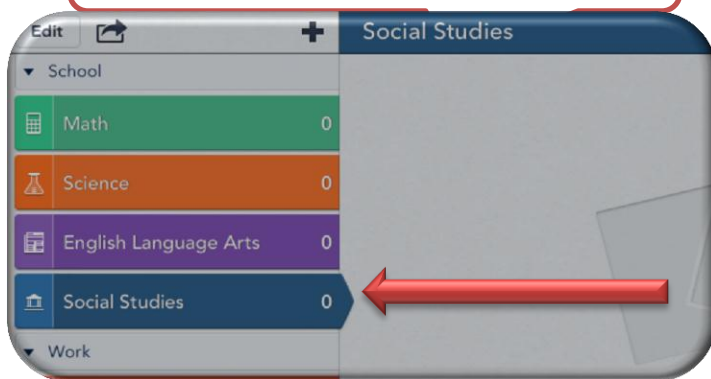 Edit
Social Studies
School
Math 0
Science 0
English Language Arts 0
Social Studies 0
Work